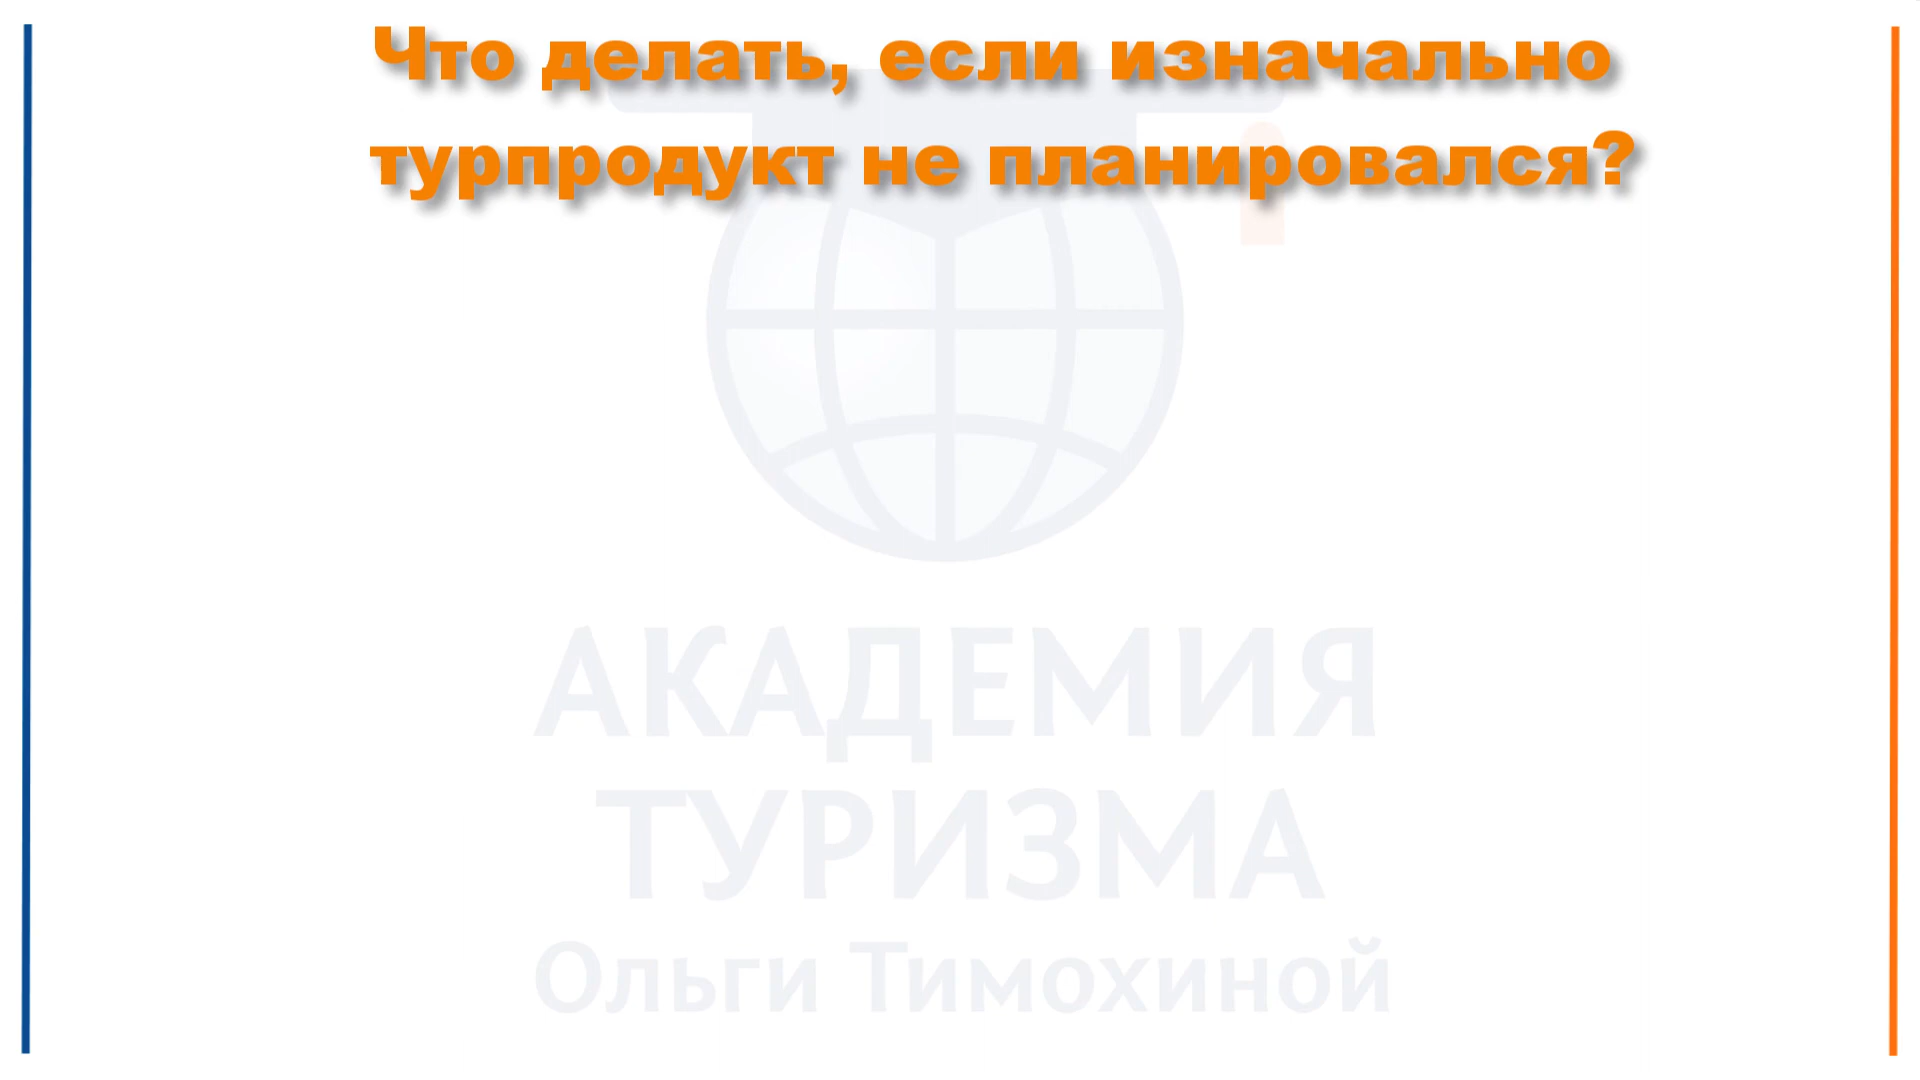 Что делать, если изначально
турпродукт не планировался?
АКАДЕМИЯ
ТУРИЗМА
Ольги Тимохиной